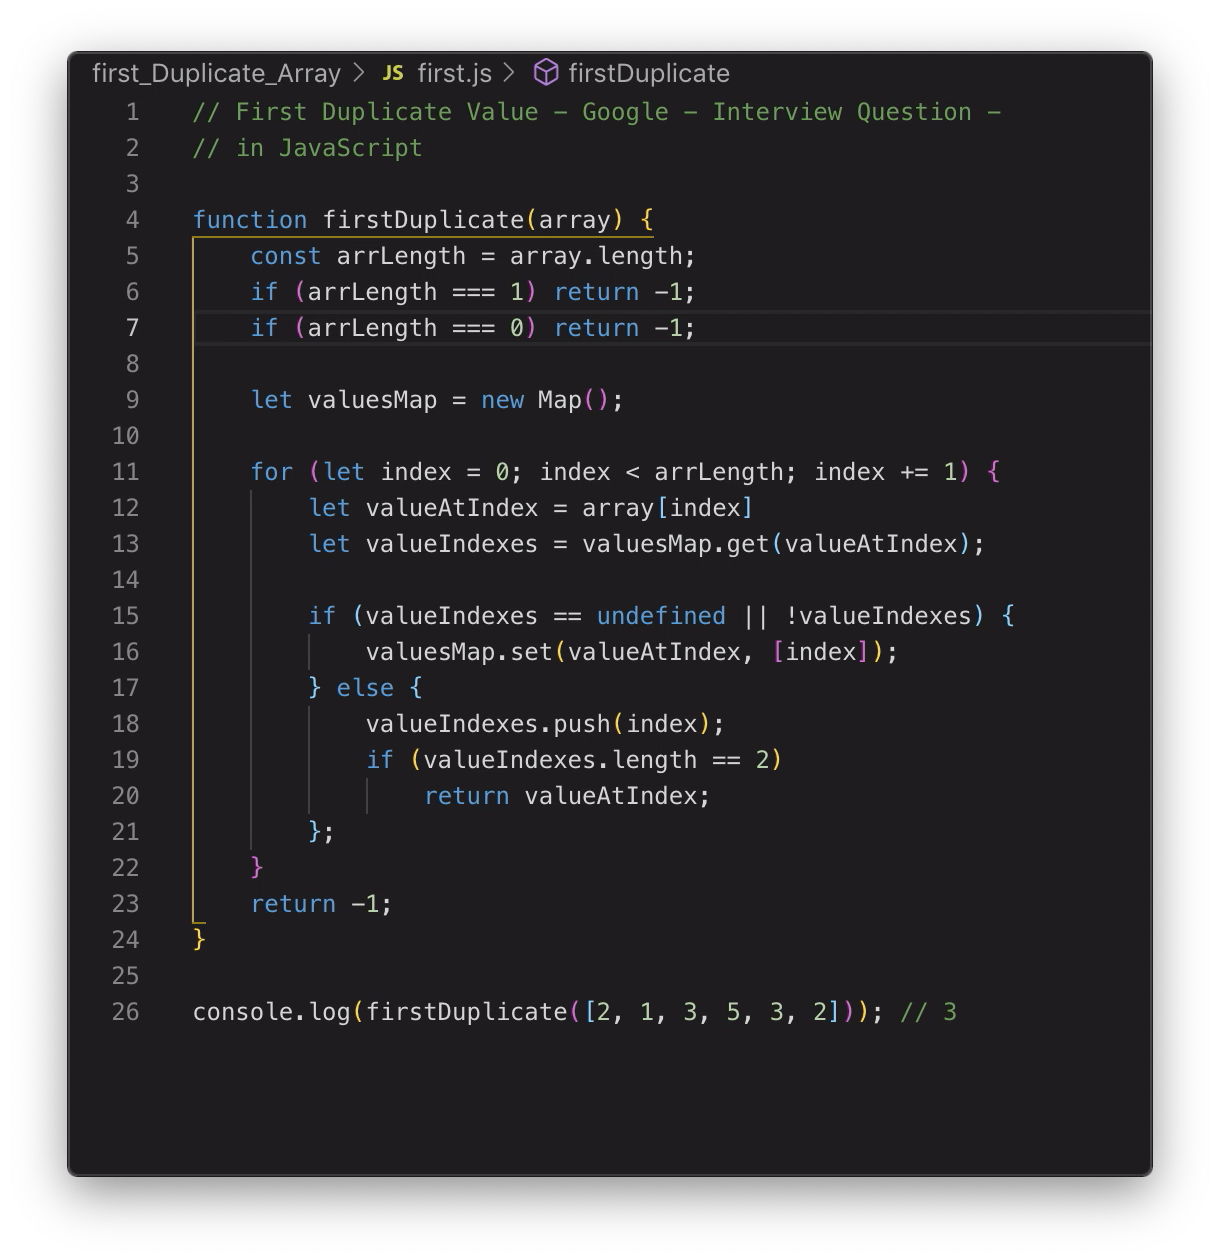 first_Duplicate_Array > JS first.js > firstDuplicate
1 // First Duplicate Value – Google – Interview Question –
2 // in JavaScript
3
4 function firstDuplicate(array) {
5     const arrLength = array.length;
6     if (arrLength === 1) return –1;
7     if (arrLength === 0) return –1;
8
9     let valuesMap = new Map();
10
11     for (let index = 0; index < arrLength; index += 1) {
12         let valueAtIndex = array[index]
13         let valueIndexes = valuesMap.get(valueAtIndex);
14
15         if (valueIndexes == undefined || !valueIndexes) {
16             valuesMap.set(valueAtIndex, [index]);
17         } else {
18             valueIndexes.push(index);
19             if (valueIndexes.length == 2)
20                 return valueAtIndex;
21         };
22     }
23     return –1;
24 }
25
26 console.log(firstDuplicate([2, 1, 3, 5, 3, 2])); // 3